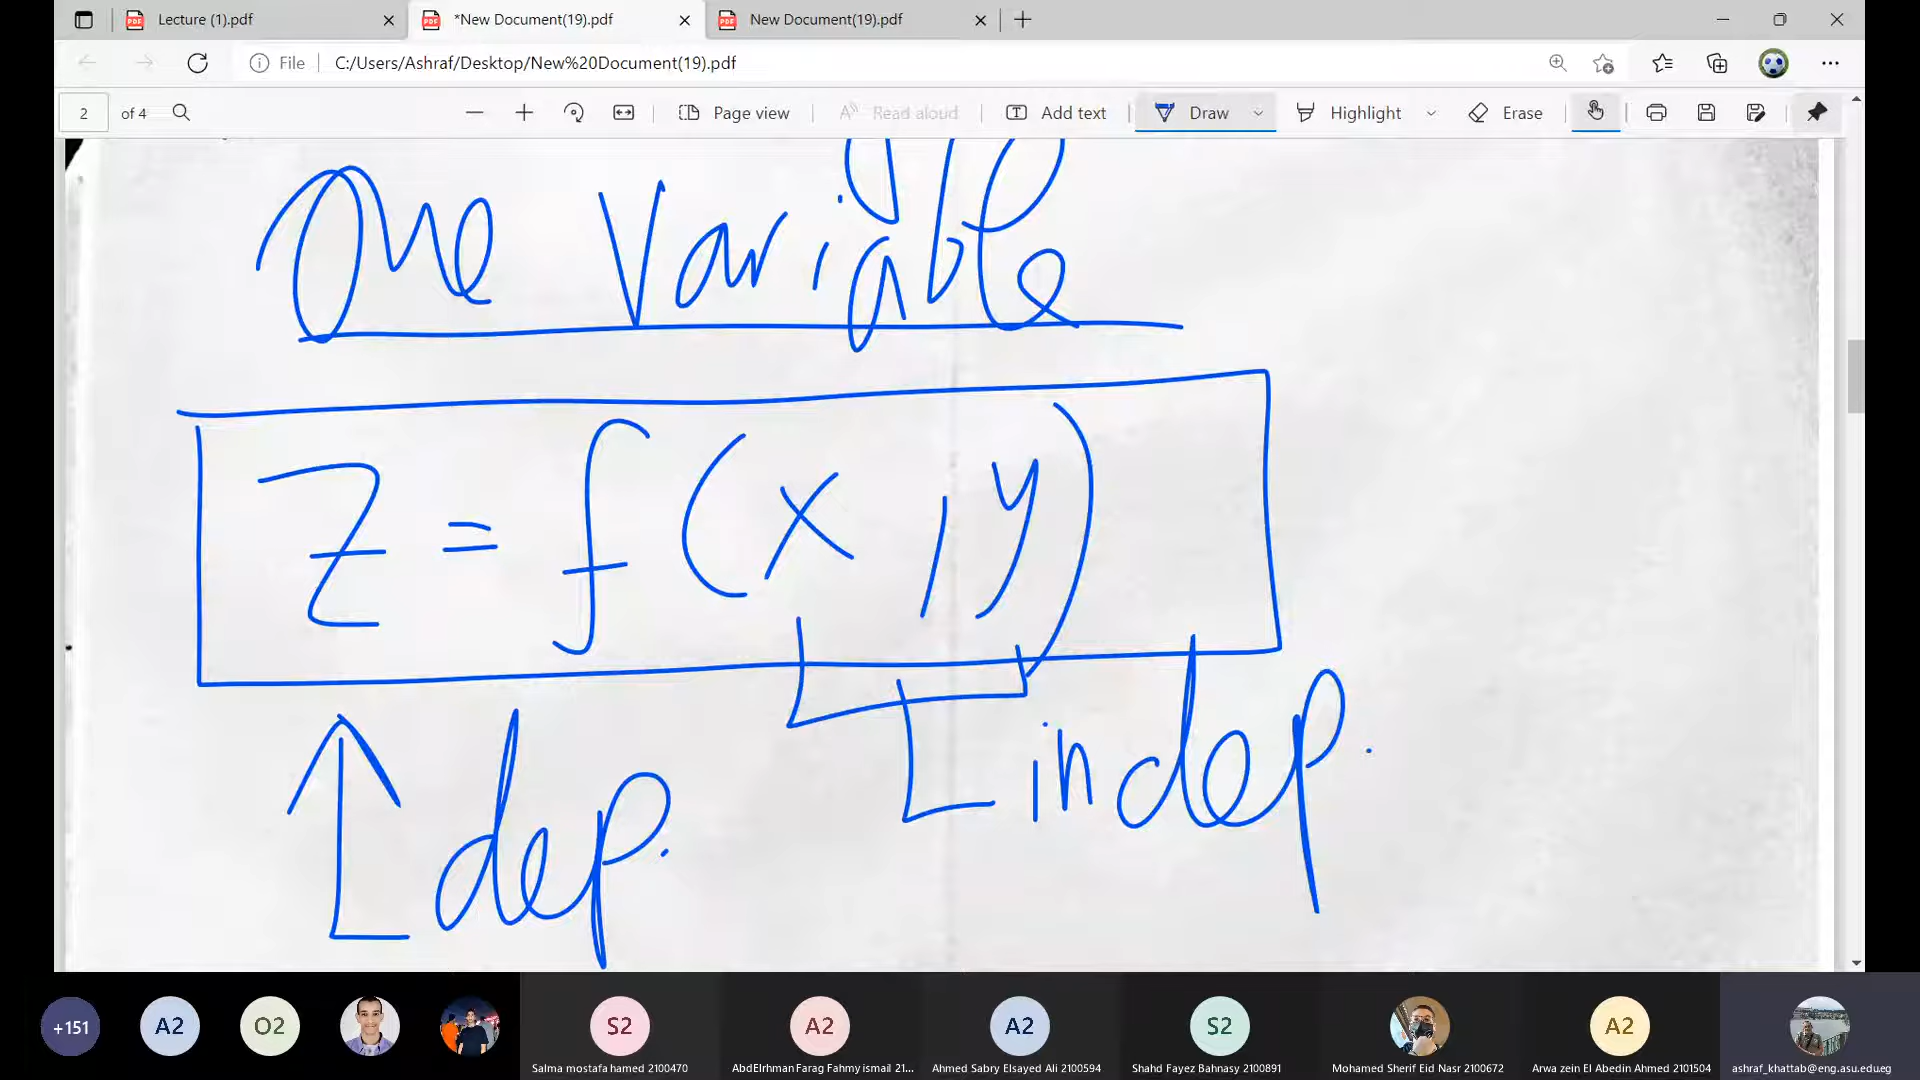 Lecture (1).pdf
*New Document(19).pdf
New Document(19).pdf
File
C:/Users/Ashraf/Desktop/New%20Document(19).pdf
2
of 4
Page view
Read aloud
Add text
Draw
Highlight
Erase
One Variable
Z = f (x , y)
dep.
indep.
+151
A2
O2
S2
A2
A2
S2
A2
Salma mostafa hamed 2100470
AbdElrhman Farag Fahmy ismail 21...
Ahmed Sabry Elsayed Ali 2100594
Shahd Fayez Bahnasy 2100891
Mohamed Sherif Eid Nasr 2100672
Arwa zein El Abedin Ahmed 2101504
ashraf_khattab@eng.asu.edu.eg